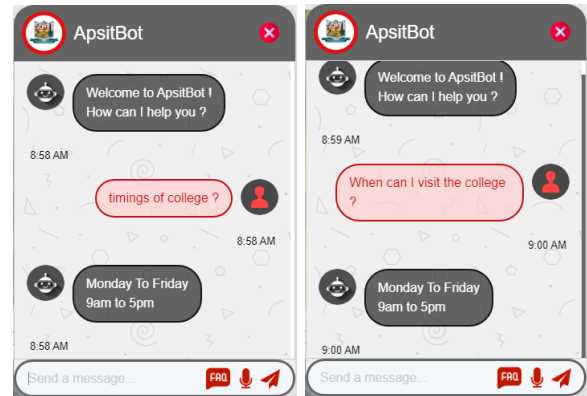 ApsitBot
Welcome to ApsitBot !
How can I help you ?
8:58 AM
timings of college ?
8:58 AM
Monday To Friday
9am to 5pm
8:58 AM
Send a message...
FAQ
ApsitBot
Welcome to ApsitBot !
How can I help you ?
8:59 AM
When can I visit the college
?
9:00 AM
Monday To Friday
9am to 5pm
9:00 AM
Send a message...
FAQ